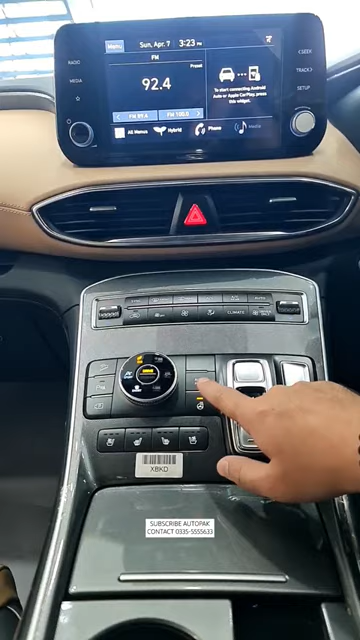 Menu
Sun, Apr. 7
3:23 PM
FM
Preset
92.4
To start connecting Android
Auto or Apple CarPlay, press
this widget.
FM 89.4
FM 100.0
All Menus
Hybrid
Phone
Media
RADIO
MEDIA
SEEK
TRACK
SETUP
CLIMATE
XBKD
SUBSCRIBE AUTOPAK
CONTACT 0335-5555633